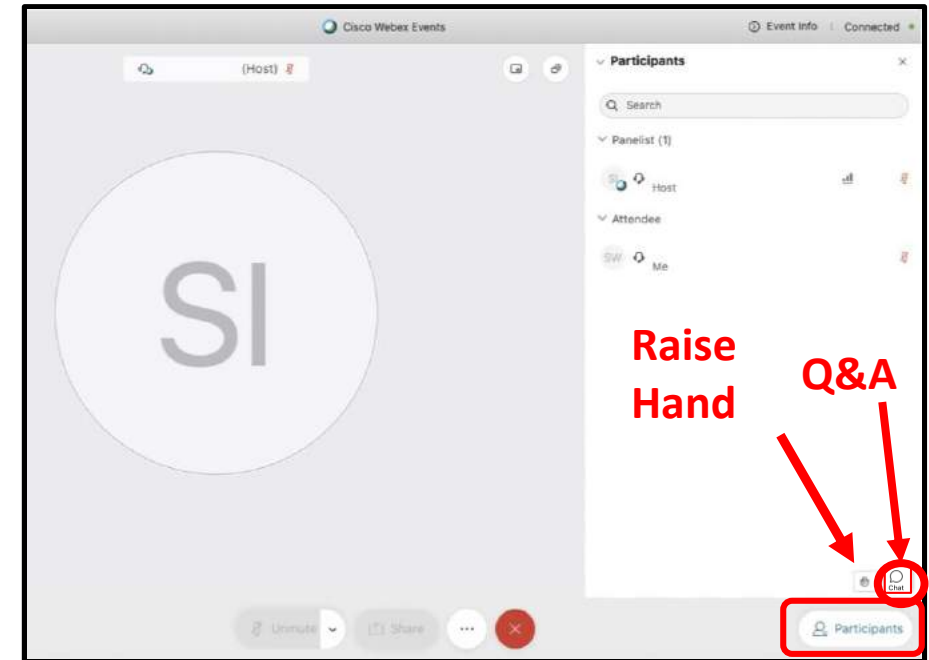 Cisco Webex Events
Event Info
Connected
(Host)
Participants
Search
Panelist (1)
SI
Host
Attendee
SW
Me
SI
Raise
Hand
Q&A
Chat
Unmute
Share
Participants